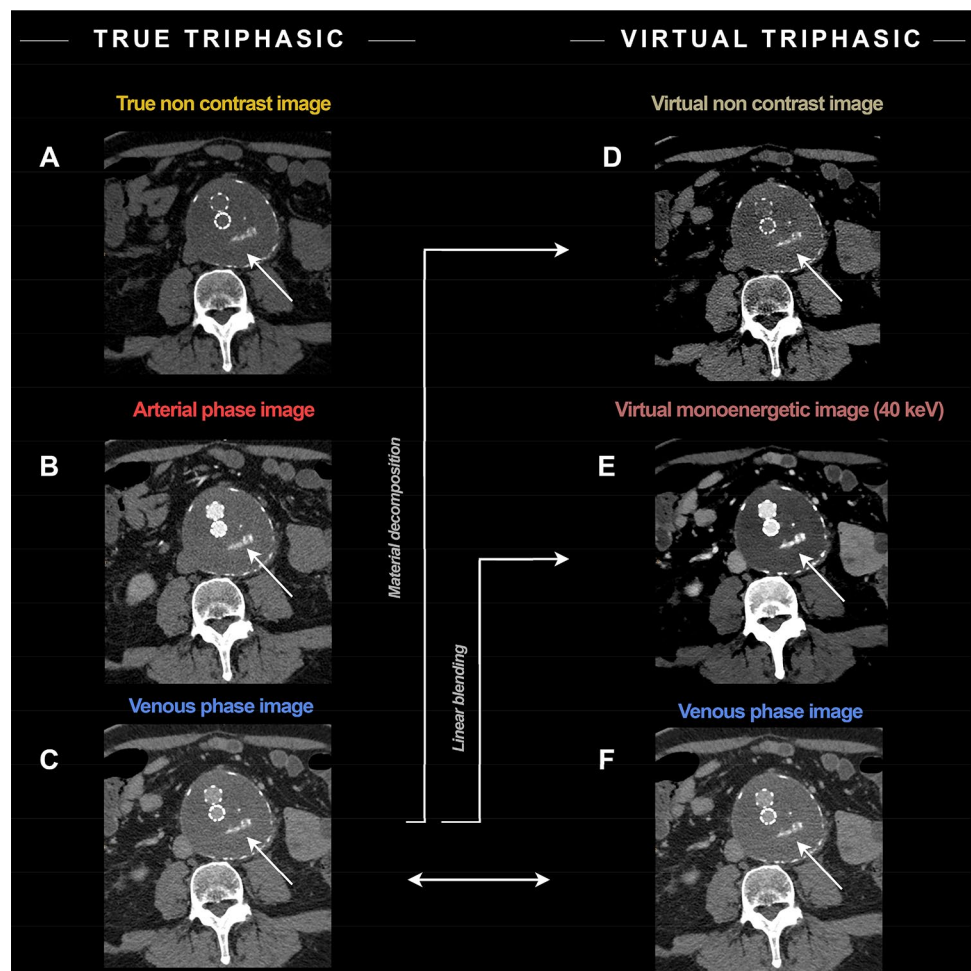 TRUE TRIPHASIC
VIRTUAL TRIPHASIC
True non contrast image
Virtual non contrast image
A
D
Arterial phase image
Virtual monoenergetic image (40 keV)
B
E
Material decomposition
Linear blending
Venous phase image
Venous phase image
C
F